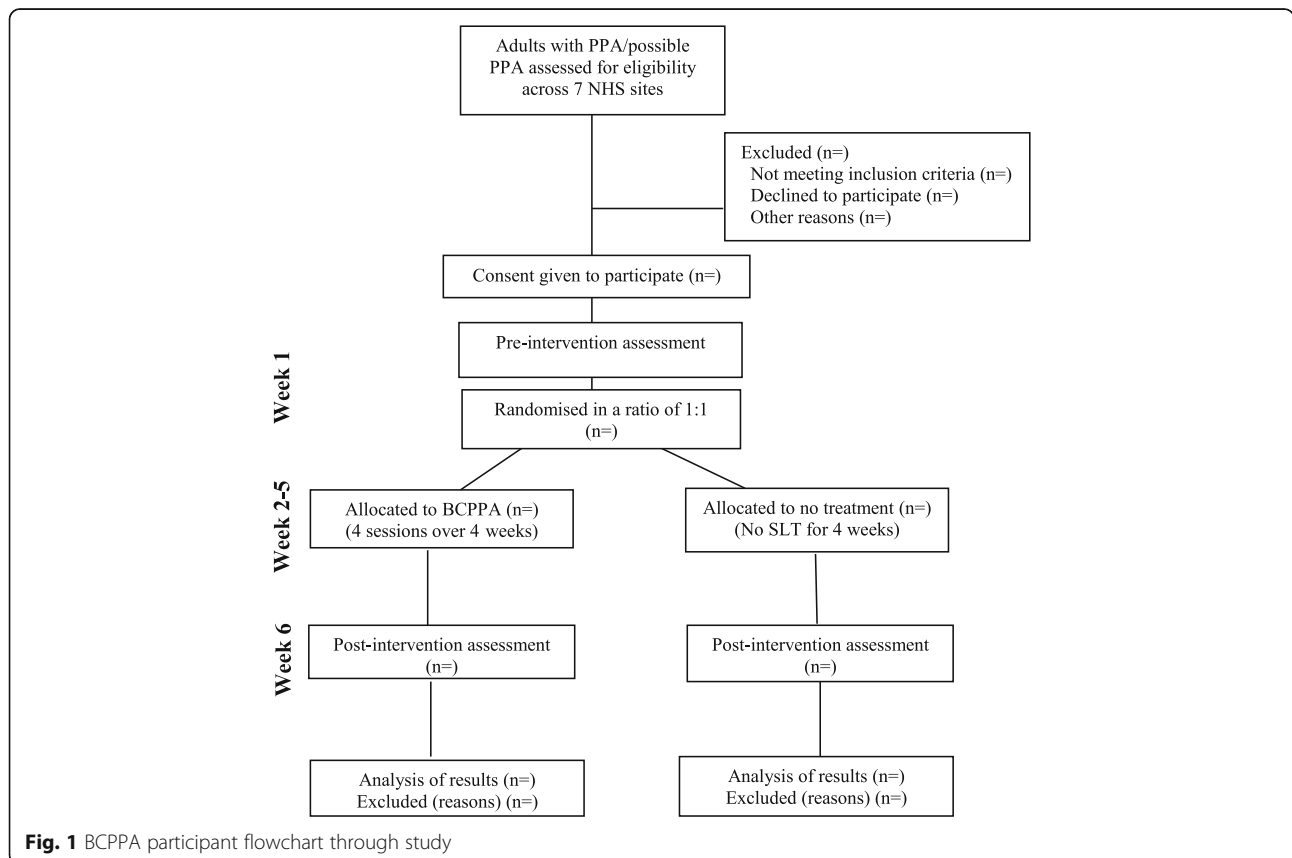 Adults with PPA/possible
PPA assessed for eligibility
across 7 NHS sites
Excluded (n=)
Not meeting inclusion criteria (n=)
Declined to participate (n=)
Other reasons (n=)
Consent given to participate (n=)
Week 1
Pre-intervention assessment
Randomised in a ratio of 1:1
(n=)
Week 2-5
Allocated to BCPPA (n=)
(4 sessions over 4 weeks)
Allocated to no treatment (n=)
(No SLT for 4 weeks)
Week 6
Post-intervention assessment
(n=)
Post-intervention assessment
(n=)
Analysis of results (n=)
Excluded (reasons) (n=)
Analysis of results (n=)
Excluded (reasons) (n=)
Fig. 1 BCPPA participant flowchart through study